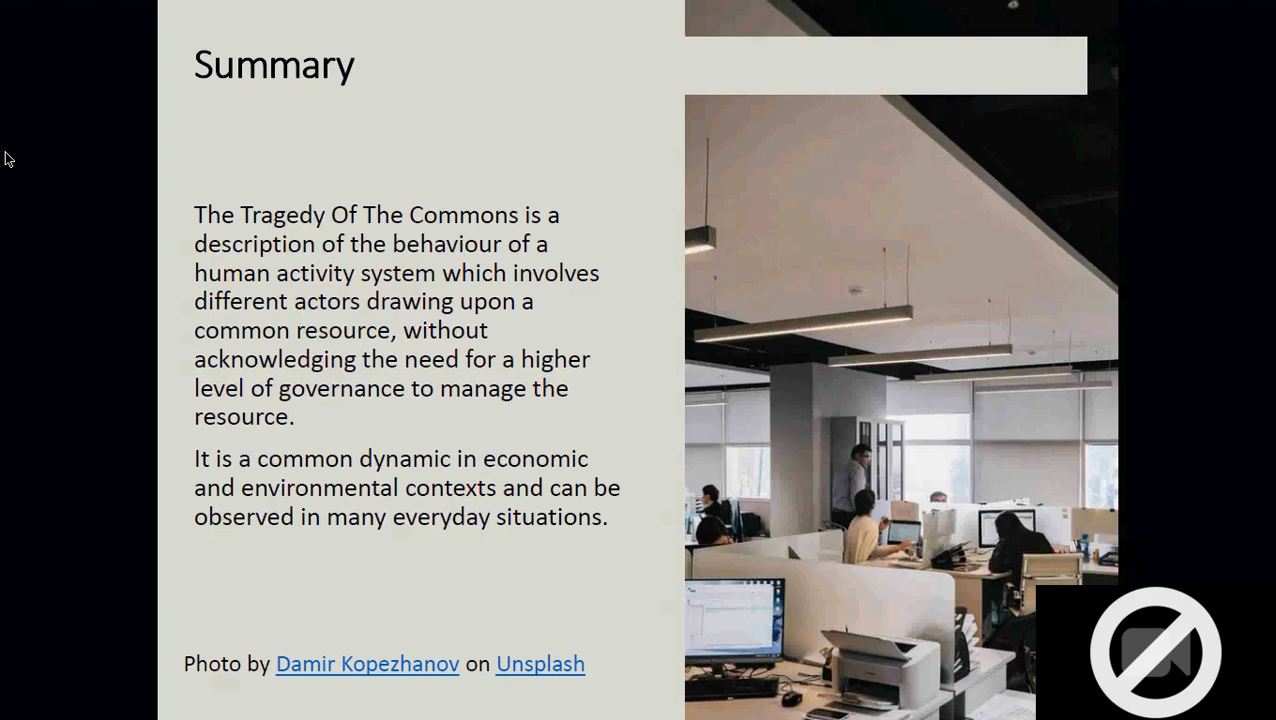 Summary
The Tragedy Of The Commons is a
description of the behaviour of a
human activity system which involves
different actors drawing upon a
common resource, without
acknowledging the need for a higher
level of governance to manage the
resource.
It is a common dynamic in economic
and environmental contexts and can be
observed in many everyday situations.
Photo by Damir Kopezhanov on Unsplash